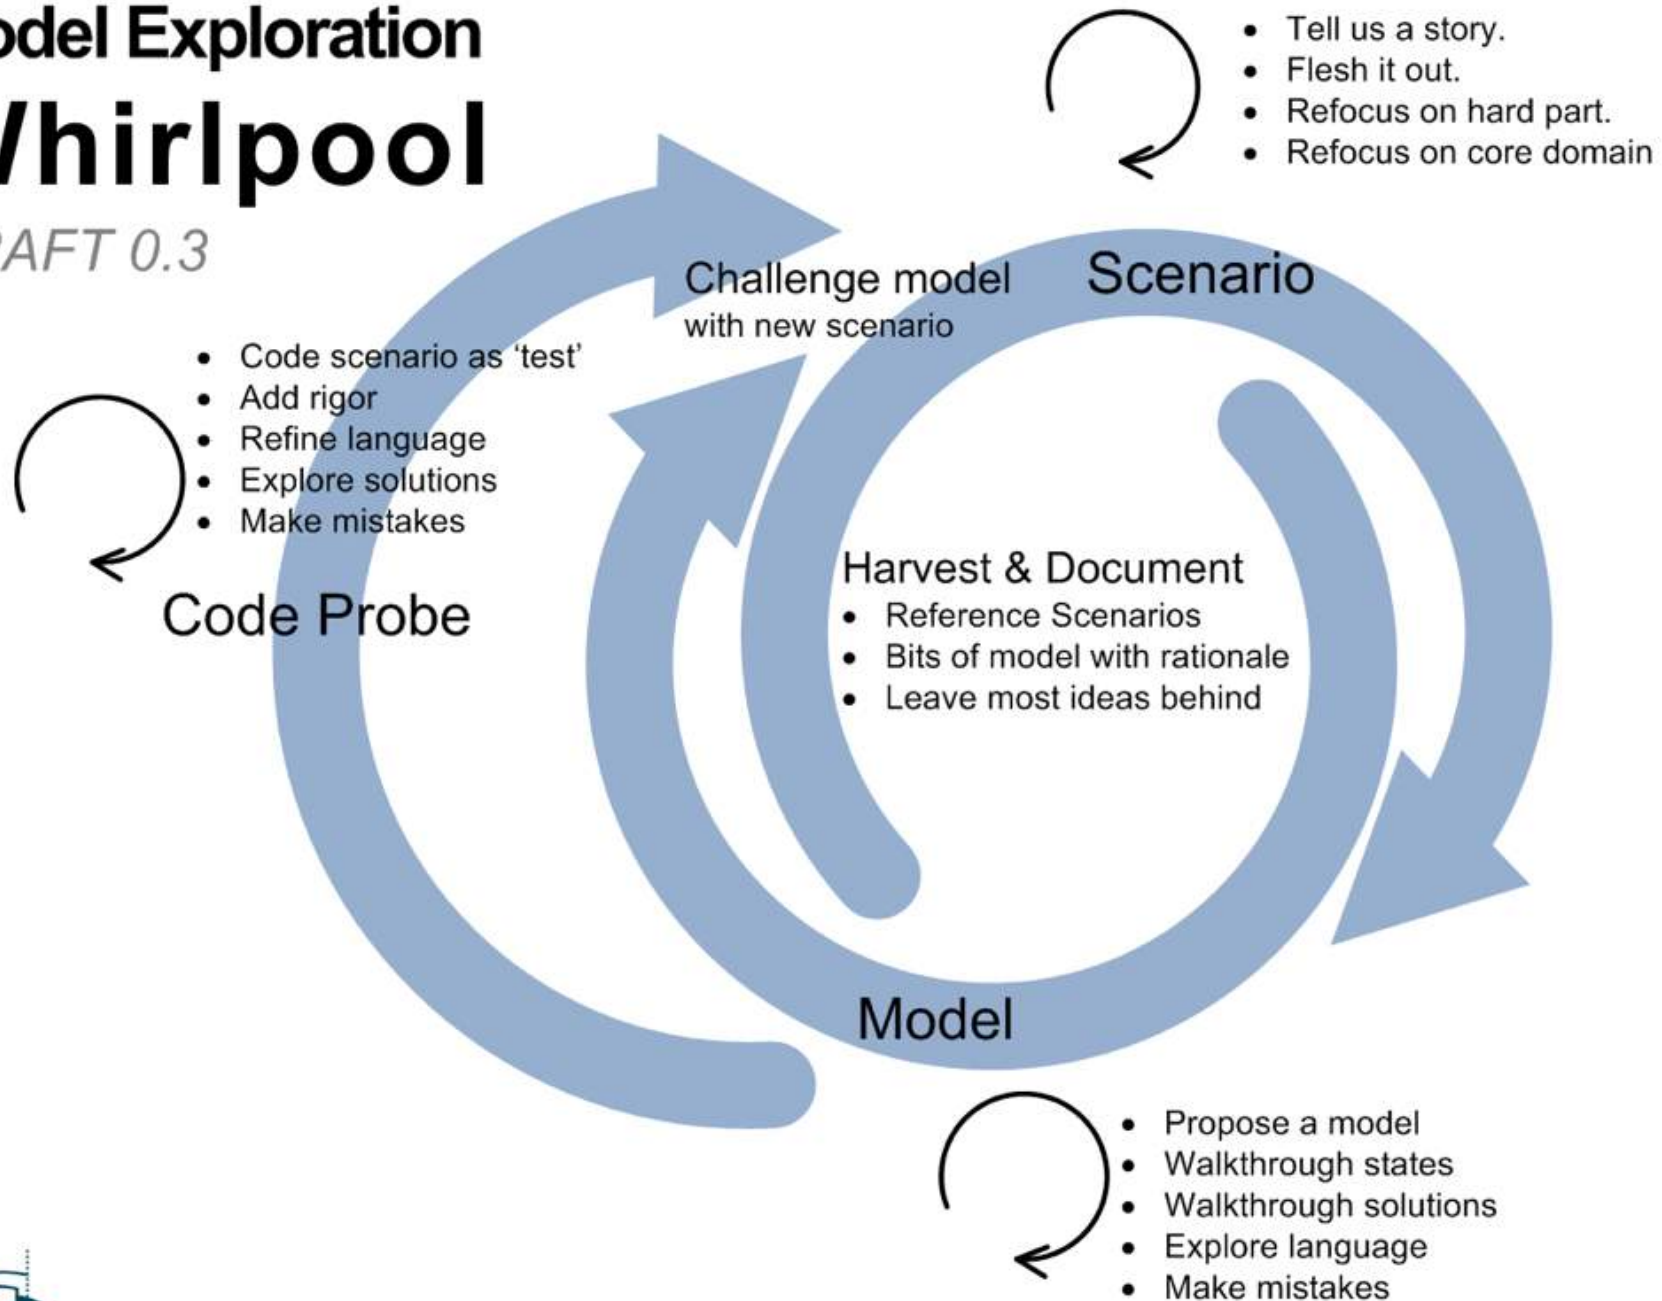 odel Exploration
Whirlpool
RAFT 0.3
• Tell us a story.
• Flesh it out.
• Refocus on hard part.
• Refocus on core domain
Scenario
Challenge model
with new scenario
• Code scenario as ‘test’
• Add rigor
• Refine language
• Explore solutions
• Make mistakes
Code Probe
Harvest & Document
• Reference Scenarios
• Bits of model with rationale
• Leave most ideas behind
Model
• Propose a model
• Walkthrough states
• Walkthrough solutions
• Explore language
• Make mistakes